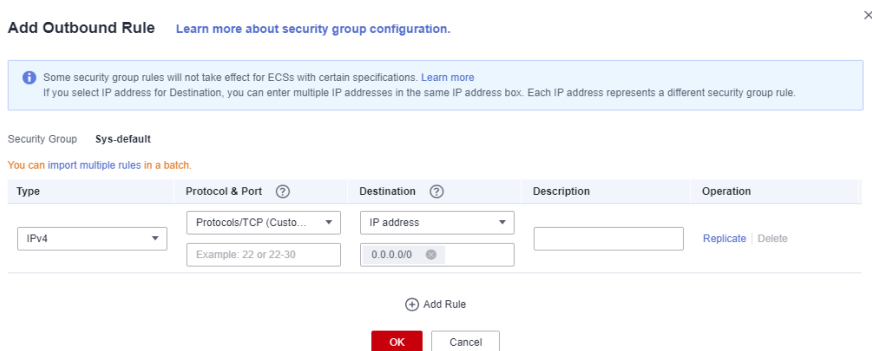 Add Outbound Rule Learn more about security group configuration.
Some security group rules will not take effect for ECSs with certain specifications. Learn more
If you select IP address for Destination, you can enter multiple IP addresses in the same IP address box. Each IP address represents a different security group rule.
Security Group Sys-default
You can import multiple rules in a batch.
Type Protocol & Port Destination Description Operation
Protocols/TCP (Custo... IP address
IPv4 Replicate Delete
Example: 22 or 22-30 0.0.0.0/0
Add Rule
OK Cancel